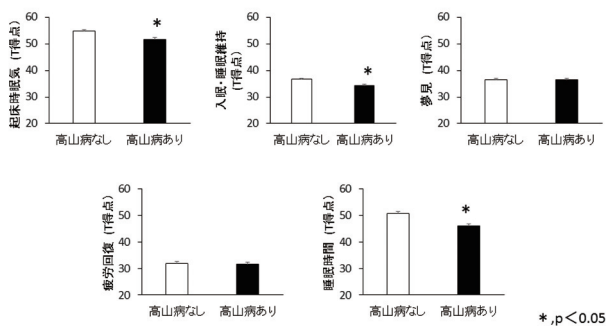 起床時眠気 (T得点)
60
50
40
30
20
高山病なし
*
高山病あり
入眠・睡眠維持
(T得点)
60
50
40
30
20
高山病なし
*
高山病あり
夢見 (T得点)
60
50
40
30
20
高山病なし
高山病あり
疲労回復 (T得点)
60
50
40
30
20
高山病なし
高山病あり
睡眠時間 (T得点)
60
50
40
30
20
高山病なし
*
高山病あり
*,p<0.05